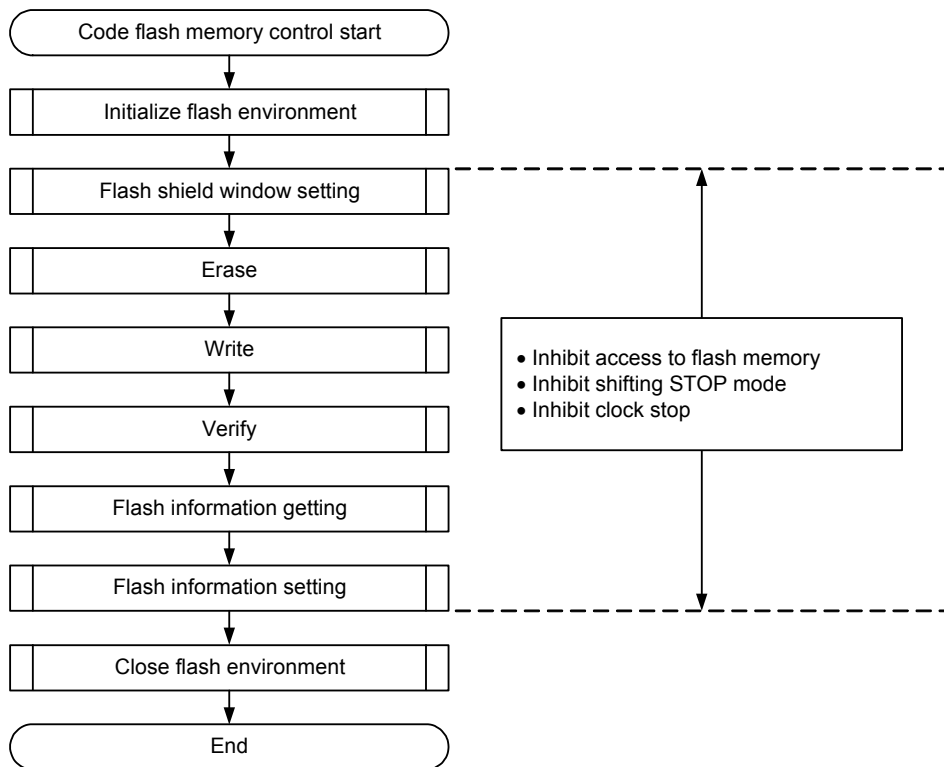 Code flash memory control start
Initialize flash environment
Flash shield window setting
Erase
Write
Verify
Flash information getting
Flash information setting
Close flash environment
End
• Inhibit access to flash memory
• Inhibit shifting STOP mode
• Inhibit clock stop